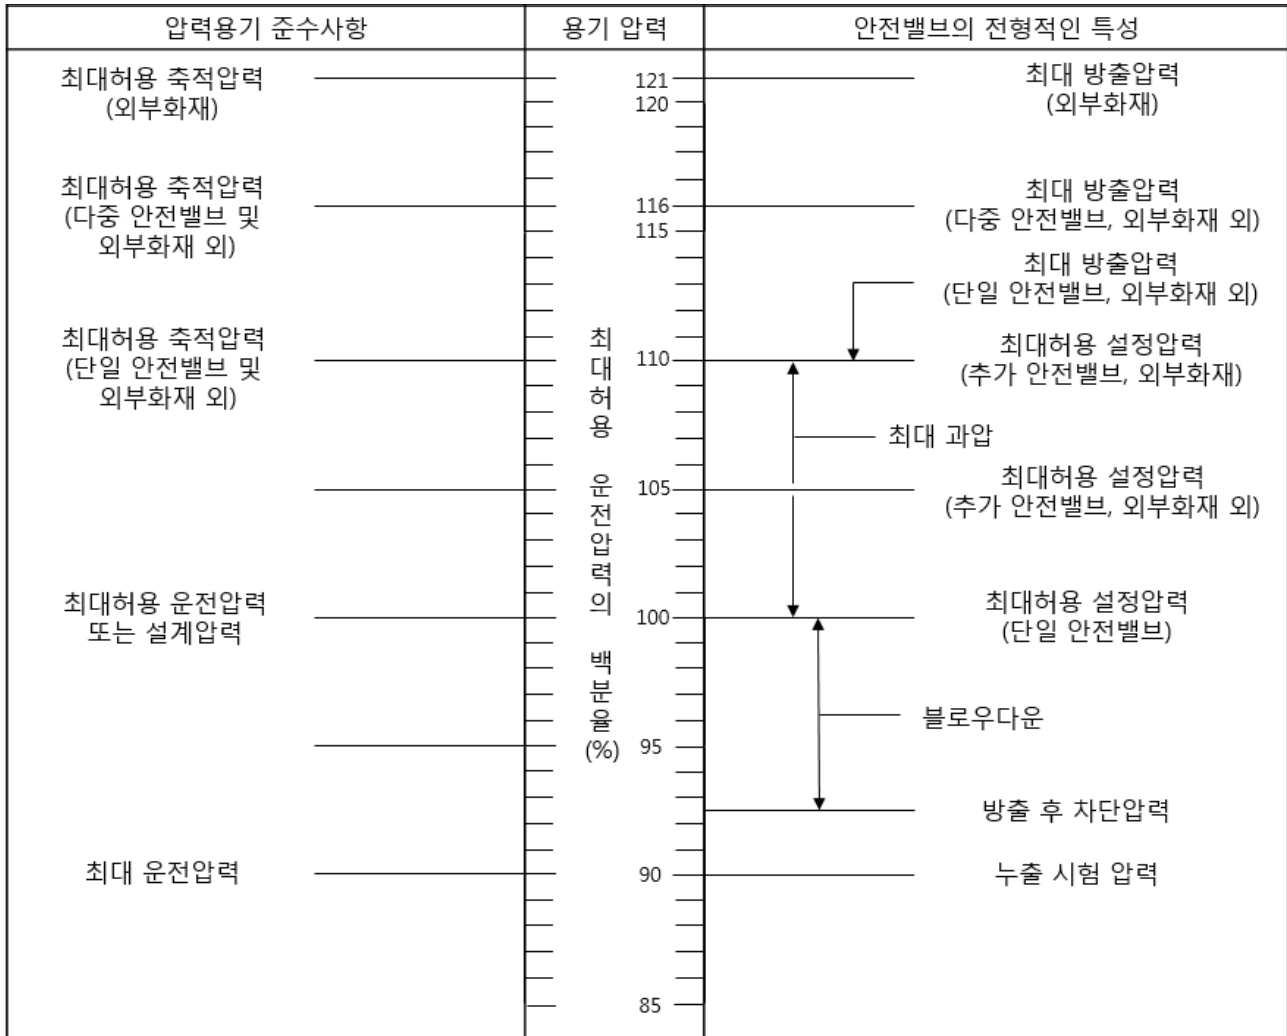 압력용기 준수사항
용기 압력
안전밸브의 전형적인 특성
최대허용 축적압력
(외부화재)
121
120
최대 방출압력
(외부화재)
최대허용 축적압력
(다중 안전밸브 및
외부화재 외)
116
115
최대 방출압력
(다중 안전밸브, 외부화재 외)
최대 방출압력
(단일 안전밸브, 외부화재 외)
최대허용 축적압력
(단일 안전밸브 및
외부화재 외)
110
최대허용 설정압력
(추가 안전밸브, 외부화재)
최대 과압
105
최대허용 설정압력
(추가 안전밸브, 외부화재 외)
최대허용 운전압력의 백분율(%)
최대허용 운전압력
또는 설계압력
100
최대허용 설정압력
(단일 안전밸브)
블로우다운
95
방출 후 차단압력
최대 운전압력
90
누출 시험 압력
85